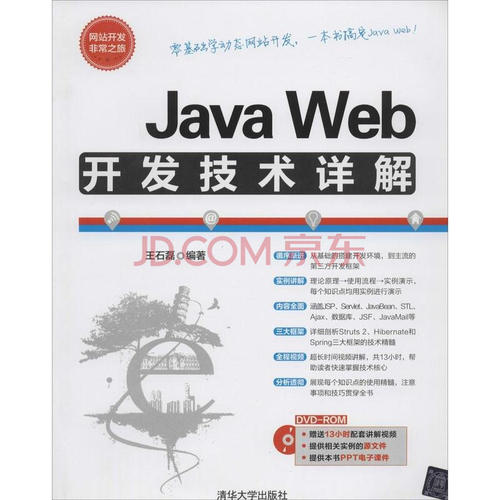 网站开发
非常之旅
零基础学动态网站开发，一本书搞定Java Web！
Java Web
开发技术详解
JD.COM 京东
王石磊 编著
循序渐进 从基础的搭建开发环境，到主流的
第三方开发框架
实例讲解 理论原理→使用流程→实例演示，
每个知识点均用实例进行演示
内容全面 涵盖JSP、Servlet、JavaBean、STL、
Ajax、数据库、JSF、JavaMail等
三大框架 详细剖析Struts 2、Hibernate和
Spring三大框架的技术精髓
全程视频 超长时间视频讲解，共13小时，帮
助读者快速掌握技术核心
分析透彻 展现每个知识点的使用精髓，注意
事项和技巧贯穿全书
DVD-ROM
• 赠送13小时配套讲解视频
• 提供相关实例的源文件
• 提供本书PPT电子课件
清华大学出版社